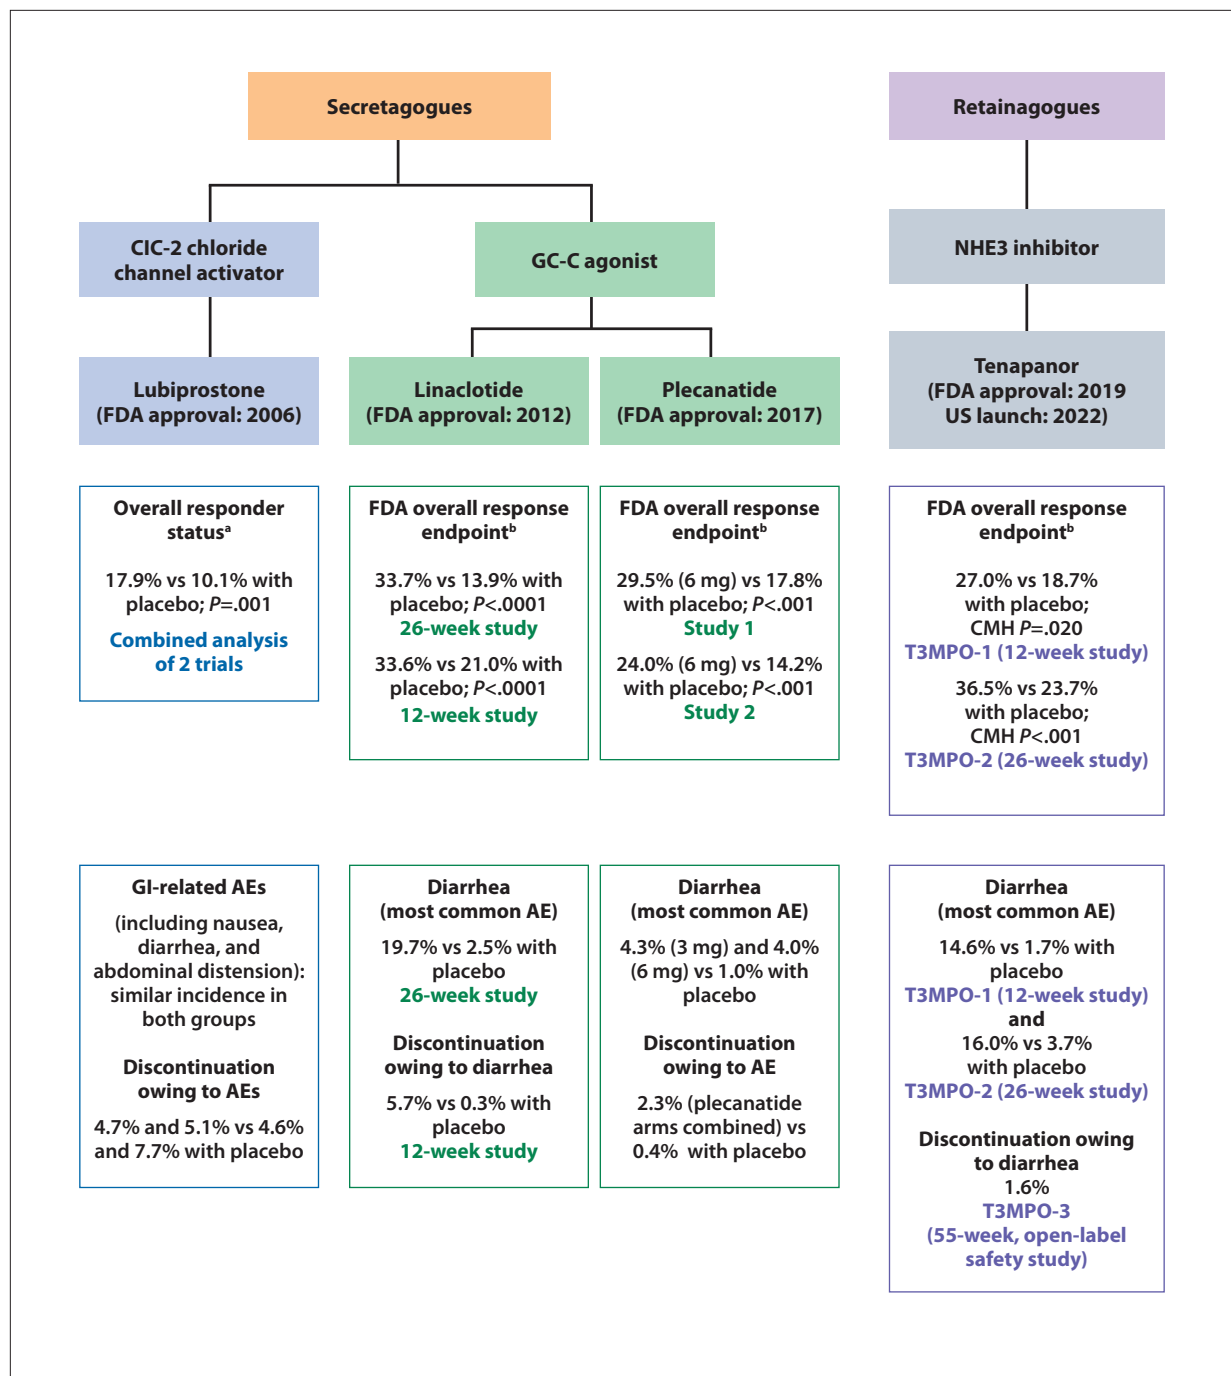 Secretagogues
Retainagogues
CIC-2 chloride
channel activator
GC-C agonist
NHE3 inhibitor
Lubiprostone
(FDA approval: 2006)
Linaclotide
(FDA approval: 2012)
Plecanatide
(FDA approval: 2017)
Tenapanor
(FDA approval: 2019
US launch: 2022)
Overall responder
statusᵃ
17.9% vs 10.1% with
placebo; P=.001
Combined analysis
of 2 trials
FDA overall response
endpointᵇ
33.7% vs 13.9% with
placebo; P<.0001
26-week study
33.6% vs 21.0% with
placebo; P<.0001
12-week study
FDA overall response
endpointᵇ
29.5% (6 mg) vs 17.8%
with placebo; P<.001
Study 1
24.0% (6 mg) vs 14.2%
with placebo; P<.001
Study 2
FDA overall response
endpointᵇ
27.0% vs 18.7%
with placebo;
CMH P=.020
T3MPO-1 (12-week study)
36.5% vs 23.7%
with placebo;
CMH P<.001
T3MPO-2 (26-week study)
GI-related AEs
(including nausea,
diarrhea, and
abdominal distension):
similar incidence in
both groups
Discontinuation
owing to AEs
4.7% and 5.1% vs 4.6%
and 7.7% with placebo
Diarrhea
(most common AE)
19.7% vs 2.5% with
placebo
26-week study
Discontinuation
owing to diarrhea
5.7% vs 0.3% with
placebo
12-week study
Diarrhea
(most common AE)
4.3% (3 mg) and 4.0%
(6 mg) vs 1.0% with
placebo
Discontinuation
owing to AE
2.3% (plecanatide
arms combined) vs
0.4% with placebo
Diarrhea
(most common AE)
14.6% vs 1.7% with
placebo
T3MPO-1 (12-week study)
and
16.0% vs 3.7%
with placebo
T3MPO-2 (26-week study)
Discontinuation owing
to diarrhea
1.6%
T3MPO-3
(55-week, open-label
safety study)